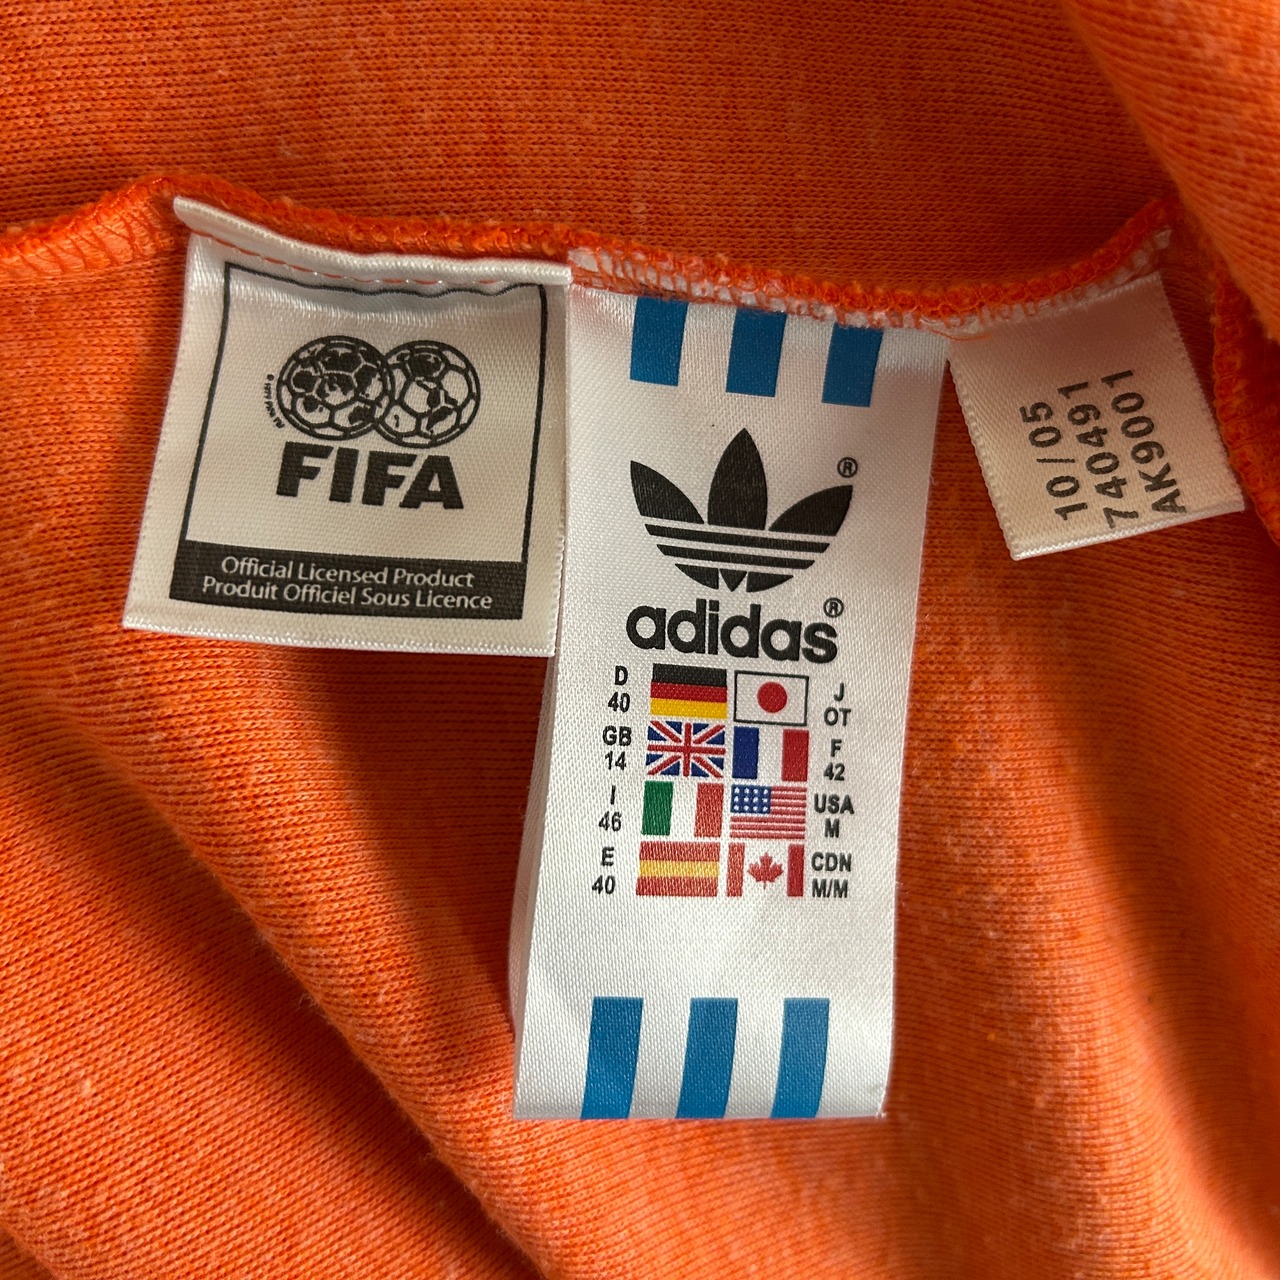 FIFA
Official Licensed Product
Produit Officiel Sous Licence
®
adidas®
D
40
J
OT
GB
14
F
42
I
46
USA
M
E
40
CDN
M/M
10/05
740491
AK9001